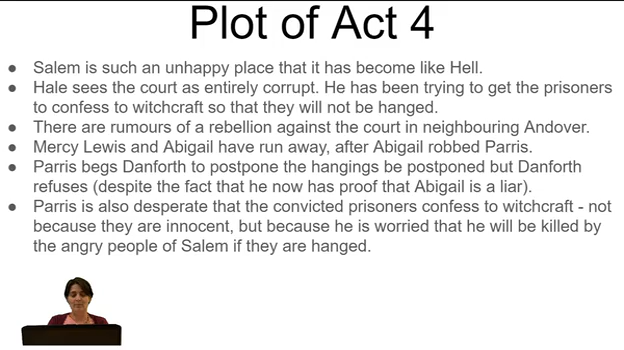 Plot of Act 4
● Salem is such an unhappy place that it has become like Hell.
● Hale sees the court as entirely corrupt. He has been trying to get the prisoners
to confess to witchcraft so that they will not be hanged.
● There are rumours of a rebellion against the court in neighbouring Andover.
● Mercy Lewis and Abigail have run away, after Abigail robbed Parris.
● Parris begs Danforth to postpone the hangings be postponed but Danforth
refuses (despite the fact that he now has proof that Abigail is a liar).
● Parris is also desperate that the convicted prisoners confess to witchcraft - not
because they are innocent, but because he is worried that he will be killed by
the angry people of Salem if they are hanged.